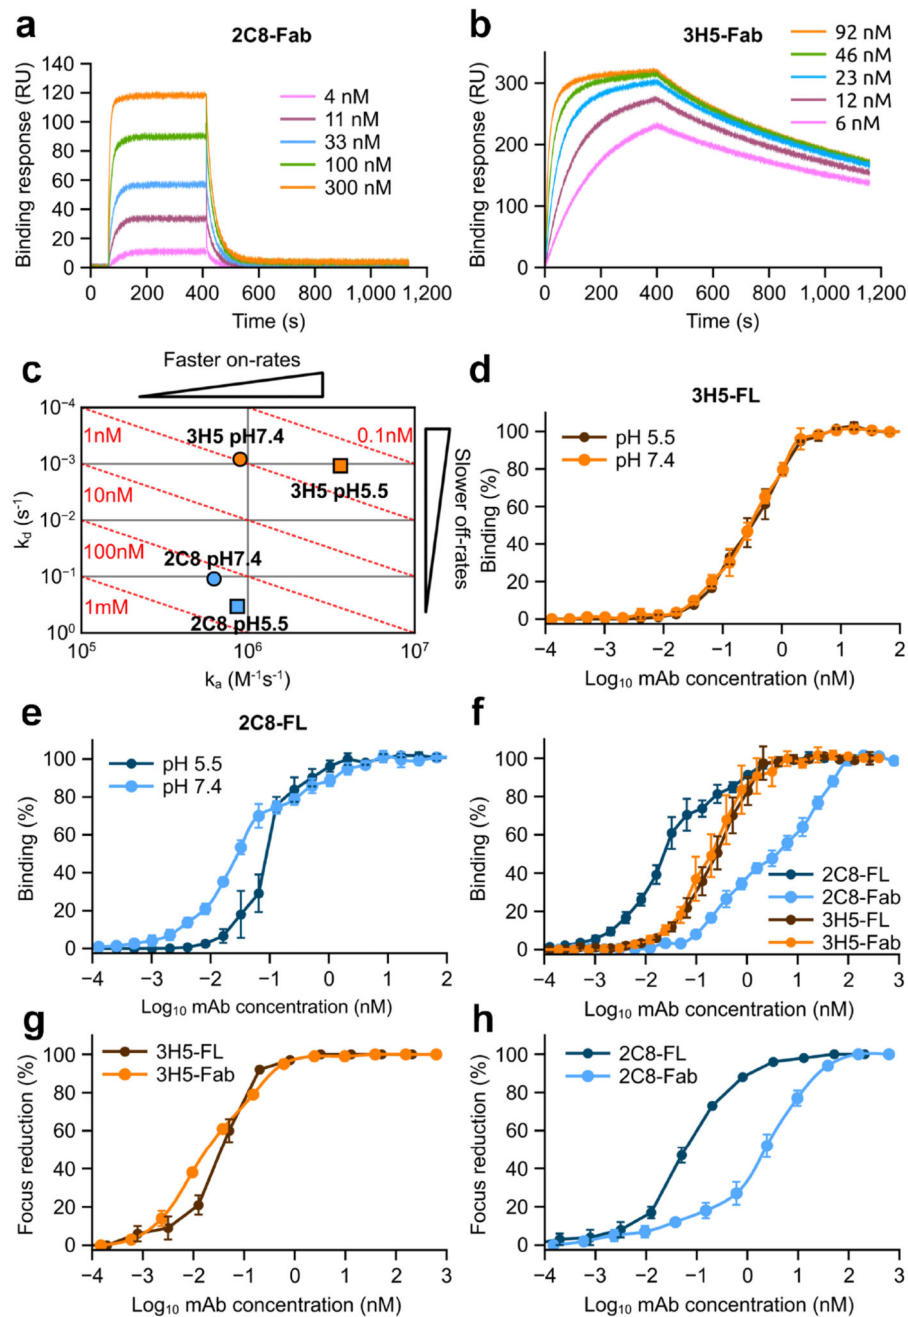 a
2C8-Fab
Binding response (RU)
140
120
100
80
60
40
20
0
4 nM
11 nM
33 nM
100 nM
300 nM
0 200 400 600 800 1,000 1,200
Time (s)
b
3H5-Fab
Binding response (RU)
300
200
100
0
92 nM
46 nM
23 nM
12 nM
6 nM
0 200 400 600 800 1,000 1,200
Time (s)
c
Faster on-rates
Slower off-rates
k_d (s⁻¹)
10⁻⁴
10⁻³
10⁻²
10⁻¹
10⁰
1nM
0.1nM
10nM
100nM
1mM
3H5 pH7.4
3H5 pH5.5
2C8 pH7.4
2C8 pH5.5
10⁵ 10⁶ 10⁷
k_a (M⁻¹s⁻¹)
d
3H5-FL
Binding (%)
100
80
60
40
20
0
pH 5.5
pH 7.4
−4 −3 −2 −1 0 1 2
Log₁₀ mAb concentration (nM)
e
2C8-FL
Binding (%)
100
80
60
40
20
0
pH 5.5
pH 7.4
−4 −3 −2 −1 0 1 2
Log₁₀ mAb concentration (nM)
f
Binding (%)
100
80
60
40
20
0
2C8-FL
2C8-Fab
3H5-FL
3H5-Fab
−4 −3 −2 −1 0 1 2 3
Log₁₀ mAb concentration (nM)
g
Focus reduction (%)
100
80
60
40
20
0
3H5-FL
3H5-Fab
−4 −3 −2 −1 0 1 2 3
Log₁₀ mAb concentration (nM)
h
Focus reduction (%)
100
80
60
40
20
0
2C8-FL
2C8-Fab
−4 −3 −2 −1 0 1 2 3
Log₁₀ mAb concentration (nM)